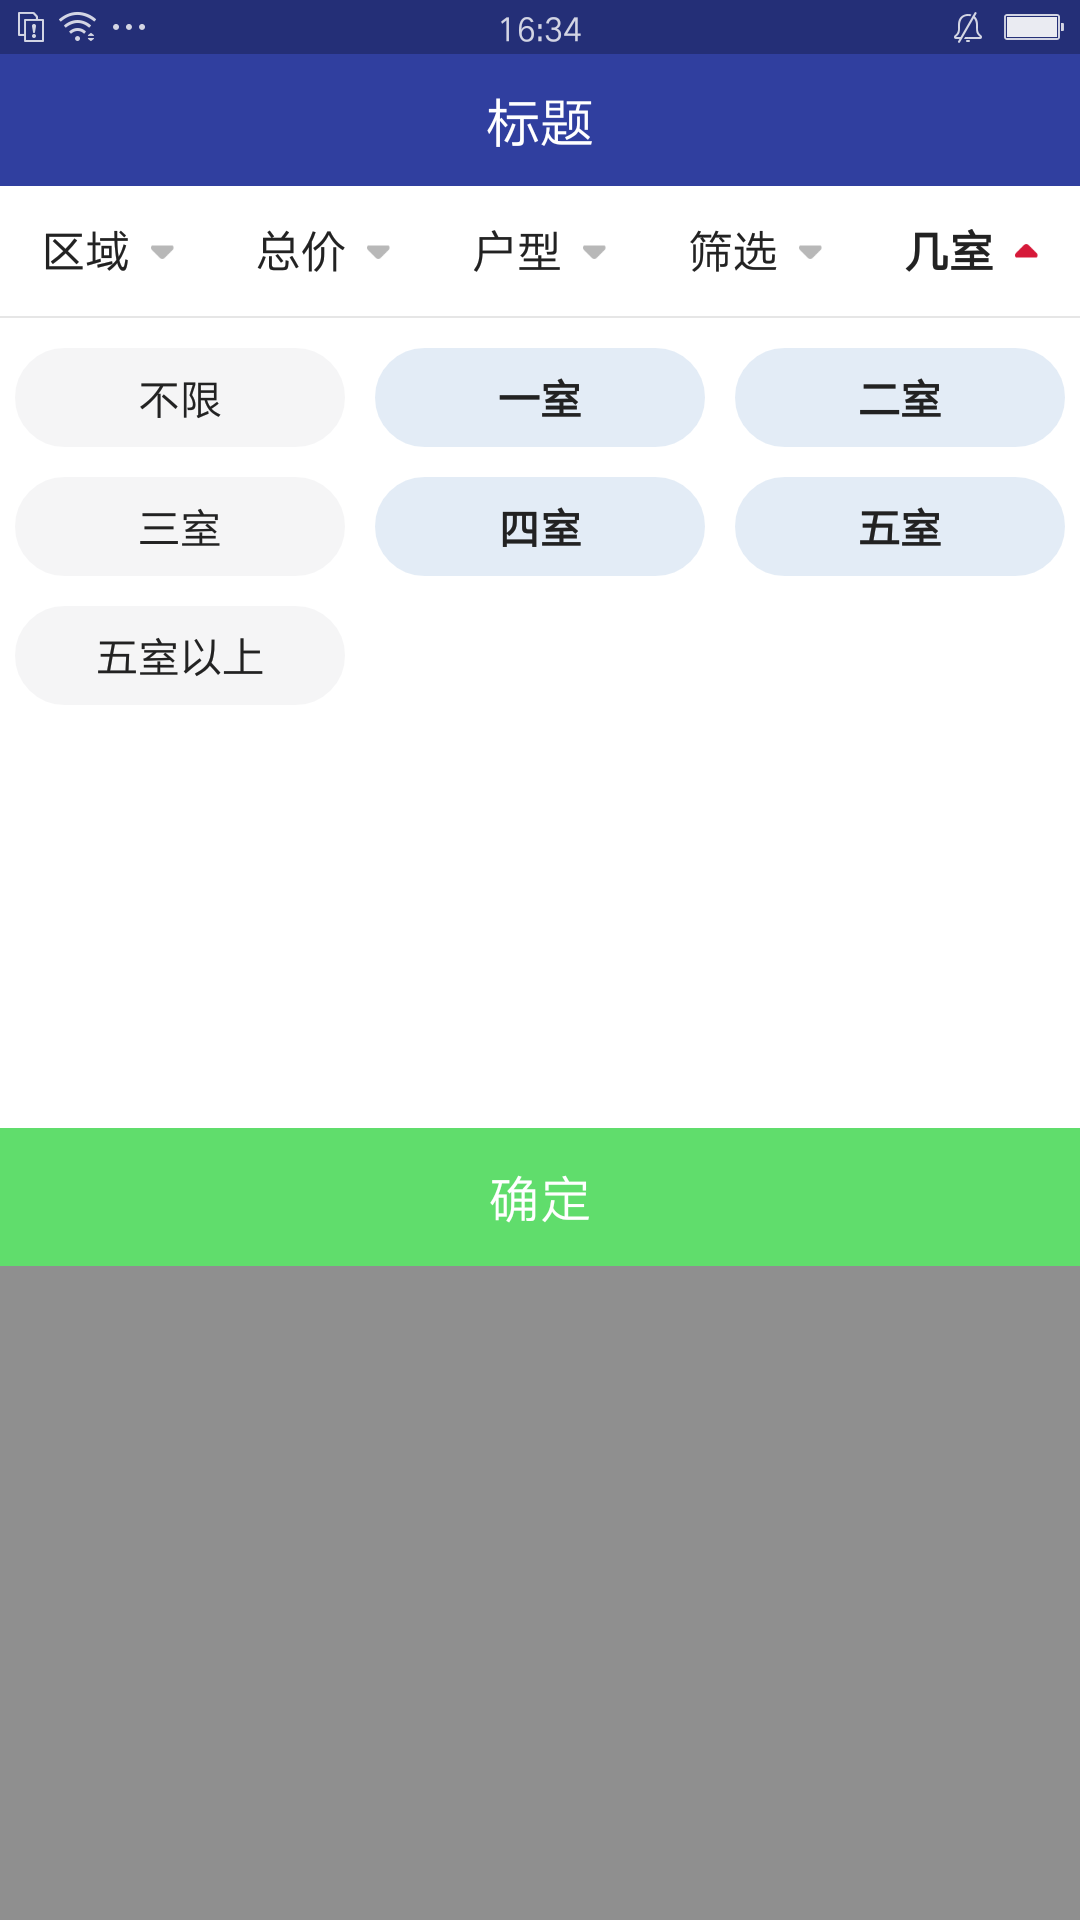 16:34
标题
区域 总价 户型 筛选 几室
不限 一室 二室
三室 四室 五室
五室以上
确定